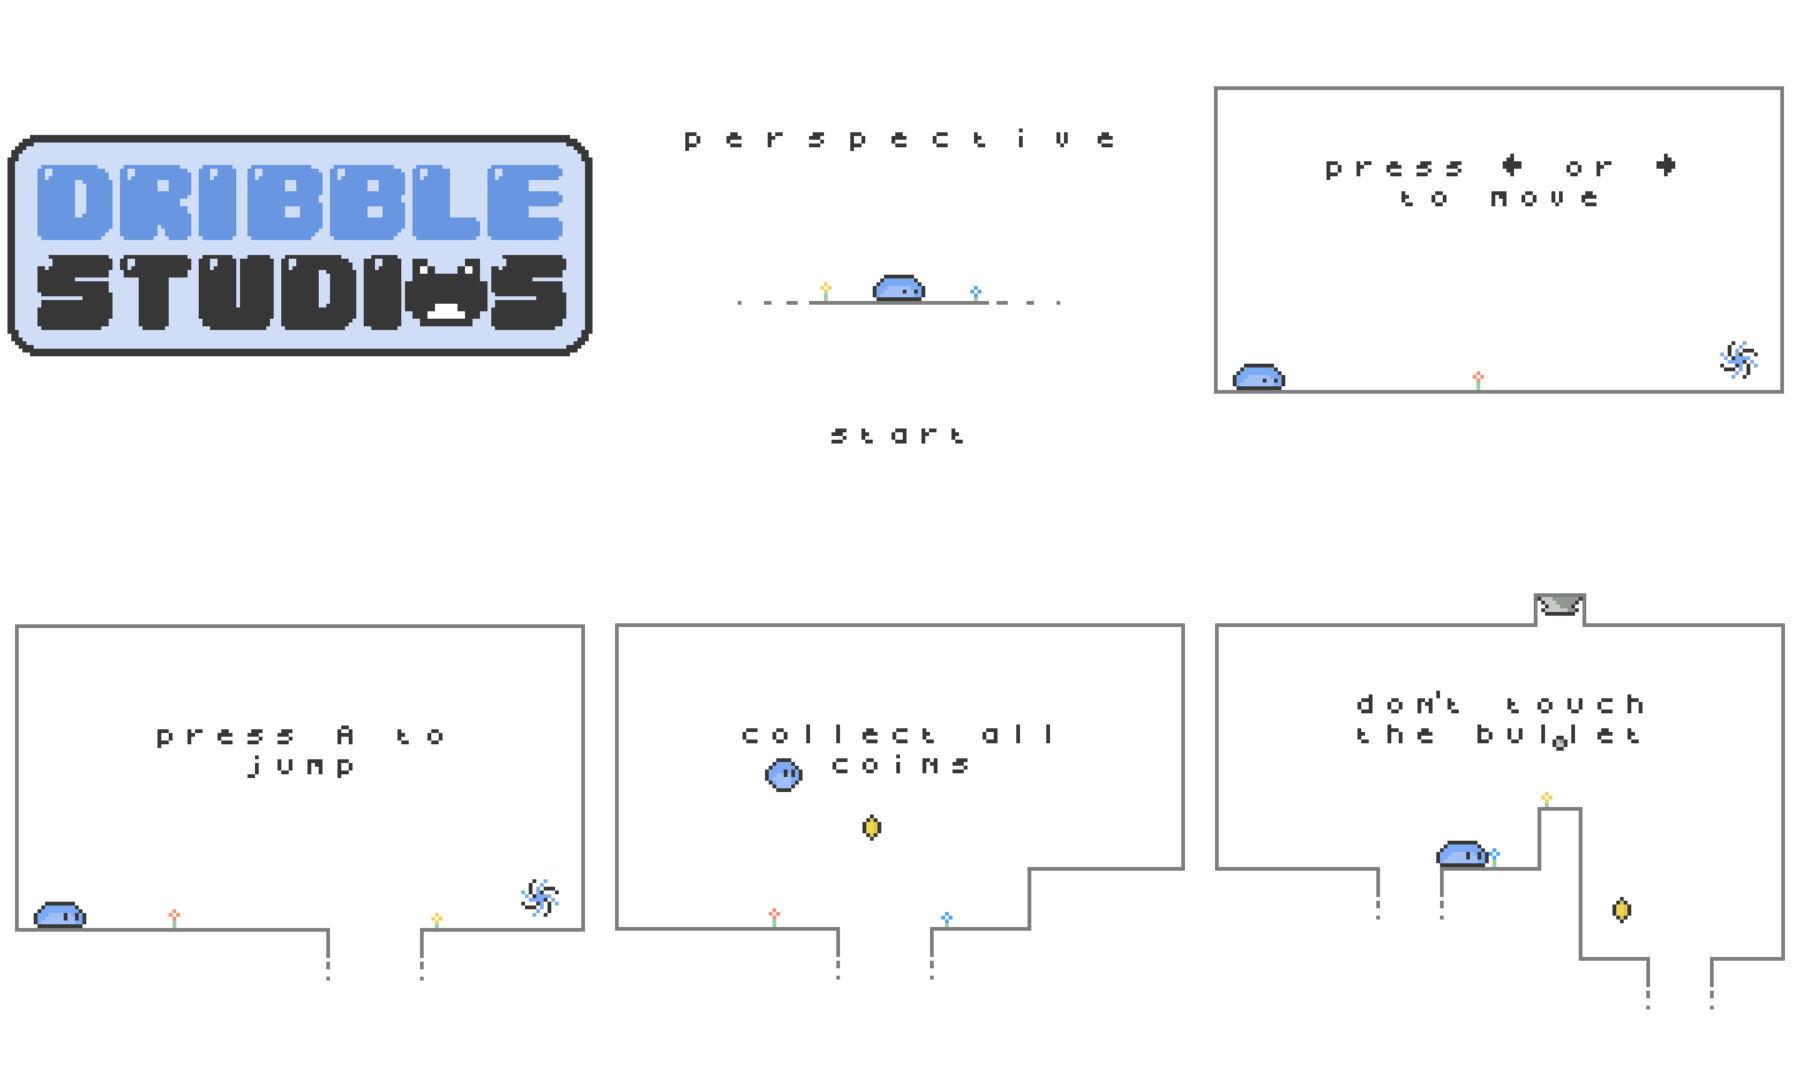 DRIBBLE
STUDIOS
perspective
start
press ← or →
to move
press A to
jump
collect all
coins
don't touch
the bullet